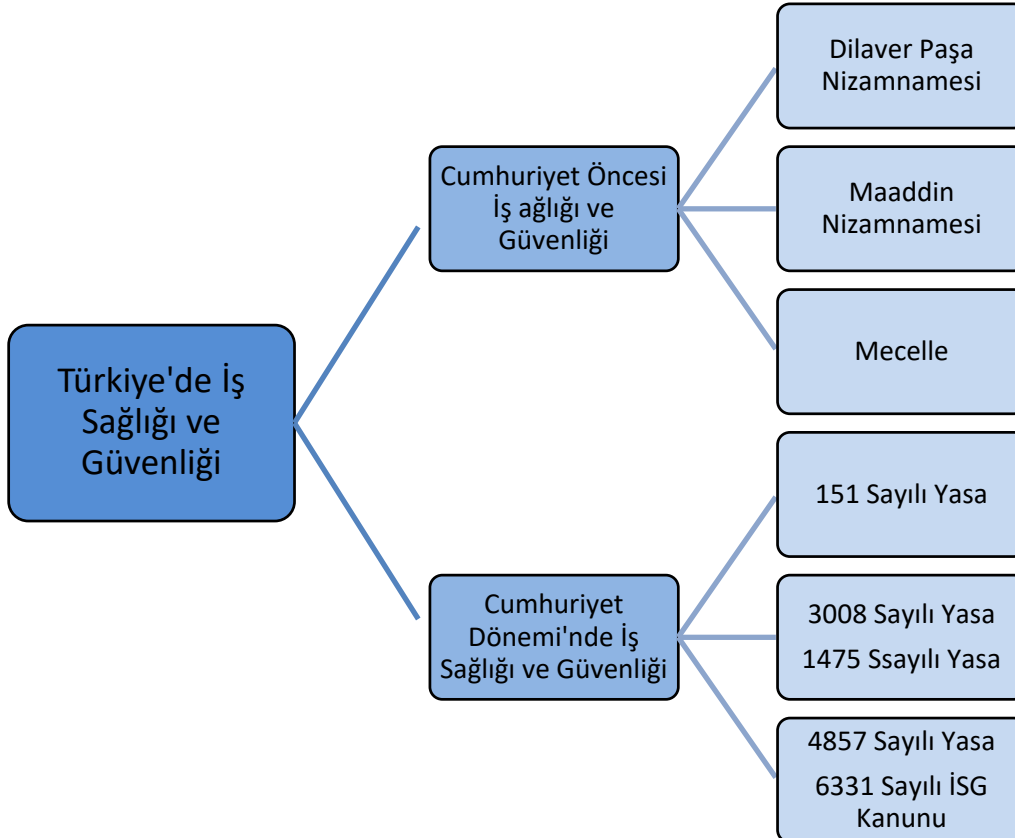 Türkiye'de İş
Sağlığı ve
Güvenliği
Cumhuriyet Öncesi
İş ağlığı ve
Güvenliği
Dilaver Paşa
Nizamnamesi
Maaddin
Nizamnamesi
Mecelle
Cumhuriyet
Dönemi'nde İş
Sağlığı ve Güvenliği
151 Sayılı Yasa
3008 Sayılı Yasa
1475 Ssayılı Yasa
4857 Sayılı Yasa
6331 Sayılı İSG
Kanunu